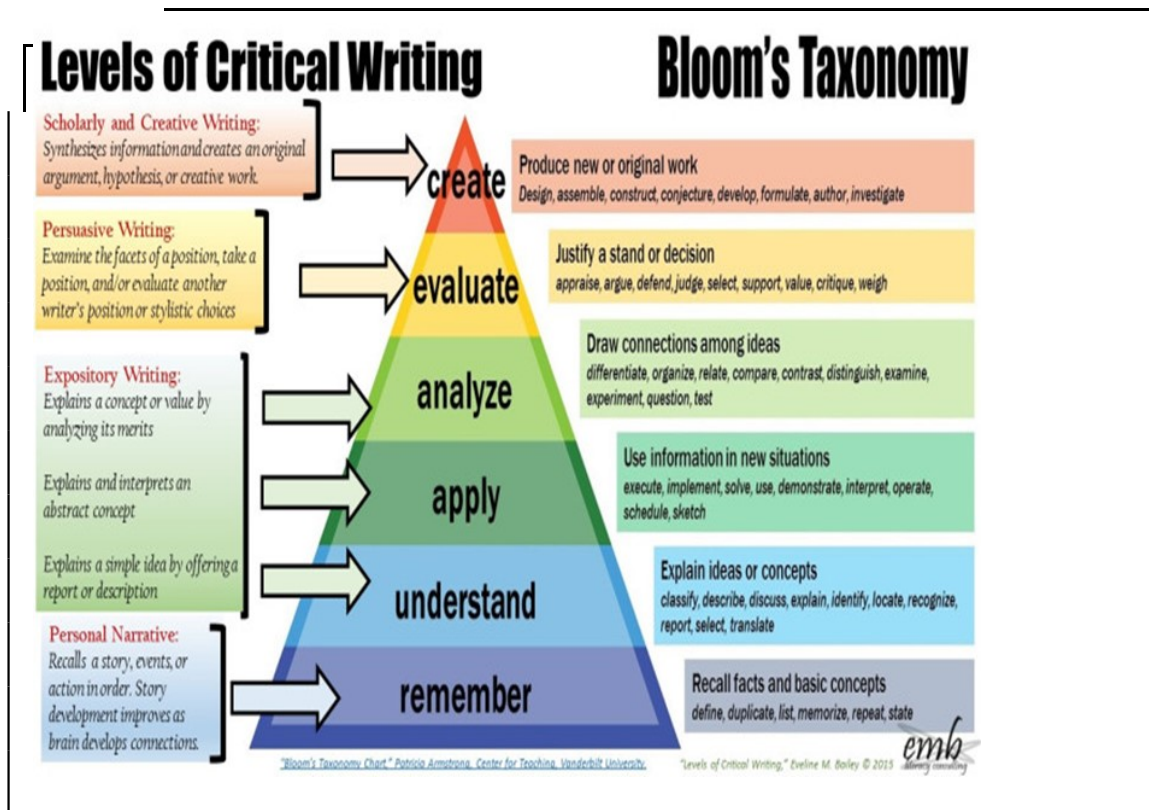 Levels of Critical Writing
Bloom's Taxonomy
Scholarly and Creative Writing:
Synthesizes information and creates an original
argument, hypothesis, or creative work.
Persuasive Writing:
Examine the facets of a position, take a
position, and/or evaluate another
writer's position or stylistic choices
Expository Writing:
Explains a concept or value by
analyzing its merits
Explains and interprets an
abstract concept
Explains a simple idea by offering a
report or description
Personal Narrative:
Recalls a story, events, or
action in order. Story
development improves as
brain develops connections.
create
evaluate
analyze
apply
understand
remember
Produce new or original work
Design, assemble, construct, conjecture, develop, formulate, author, investigate
Justify a stand or decision
appraise, argue, defend, judge, select, support, value, critique, weigh
Draw connections among ideas
differentiate, organize, relate, compare, contrast, distinguish, examine,
experiment, question, test
Use information in new situations
execute, implement, solve, use, demonstrate, interpret, operate,
schedule, sketch
Explain ideas or concepts
classify, describe, discuss, explain, identify, locate, recognize,
report, select, translate
Recall facts and basic concepts
define, duplicate, list, memorize, repeat, state
"Bloom's Taxonomy Chart," Patricia Armstrong, Center for Teaching, Vanderbilt University.
"Levels of Critical Writing," Eveline M. Bailey © 2015
emb
literacy consulting